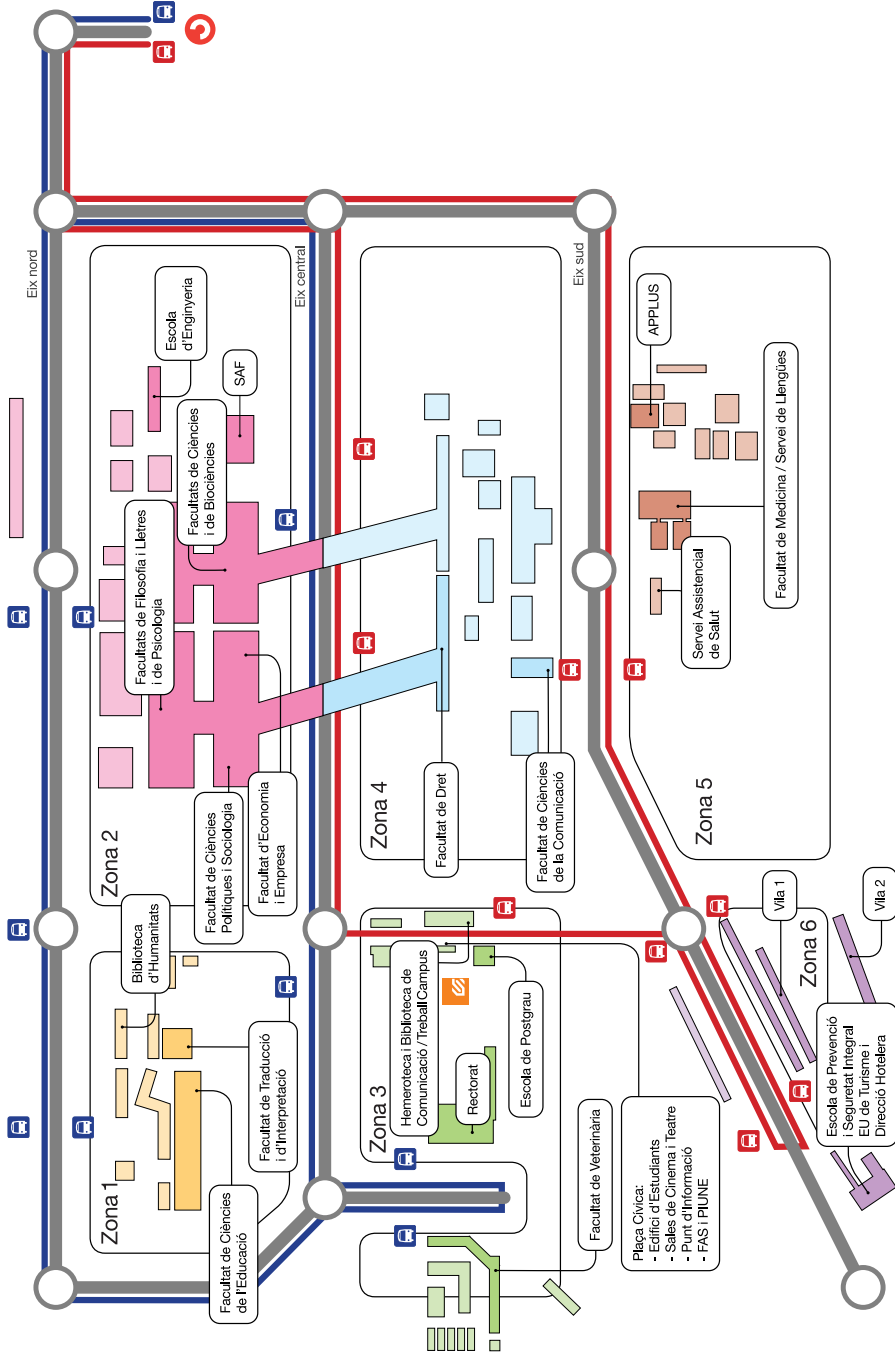 Eix nord
Eix central
Eix sud
Zona 1
Biblioteca
d'Humanitats
Facultat de Traducció
i d'Interpretació
Facultat de Ciències
de l'Educació
Zona 2
Escola
d'Enginyeria
SAF
Facultats de Ciències
i de Biociències
Facultats de Filosofia i Lletres
i de Psicologia
Facultat de Ciències
Polítiques i Sociologia
Facultat d'Economia
i Empresa
Zona 3
Hemeroteca i Biblioteca de
Comunicació / Treball Campus
Rectorat
Escola de Postgrau
Facultat de Veterinària
Plaça Cívica:
- Edifici d'Estudiants
- Sales de Cinema i Teatre
- Punt d'Informació
- FAS i PIUNE
Zona 4
Facultat de Dret
Facultat de Ciències
de la Comunicació
Zona 5
APPLUS
Facultat de Medicina / Servei de Llengües
Servei Assistencial
de Salut
Zona 6
Vila 1
Vila 2
Escola de Prevenció
i Seguretat Integral
EU de Turisme i
Direcció Hotelera